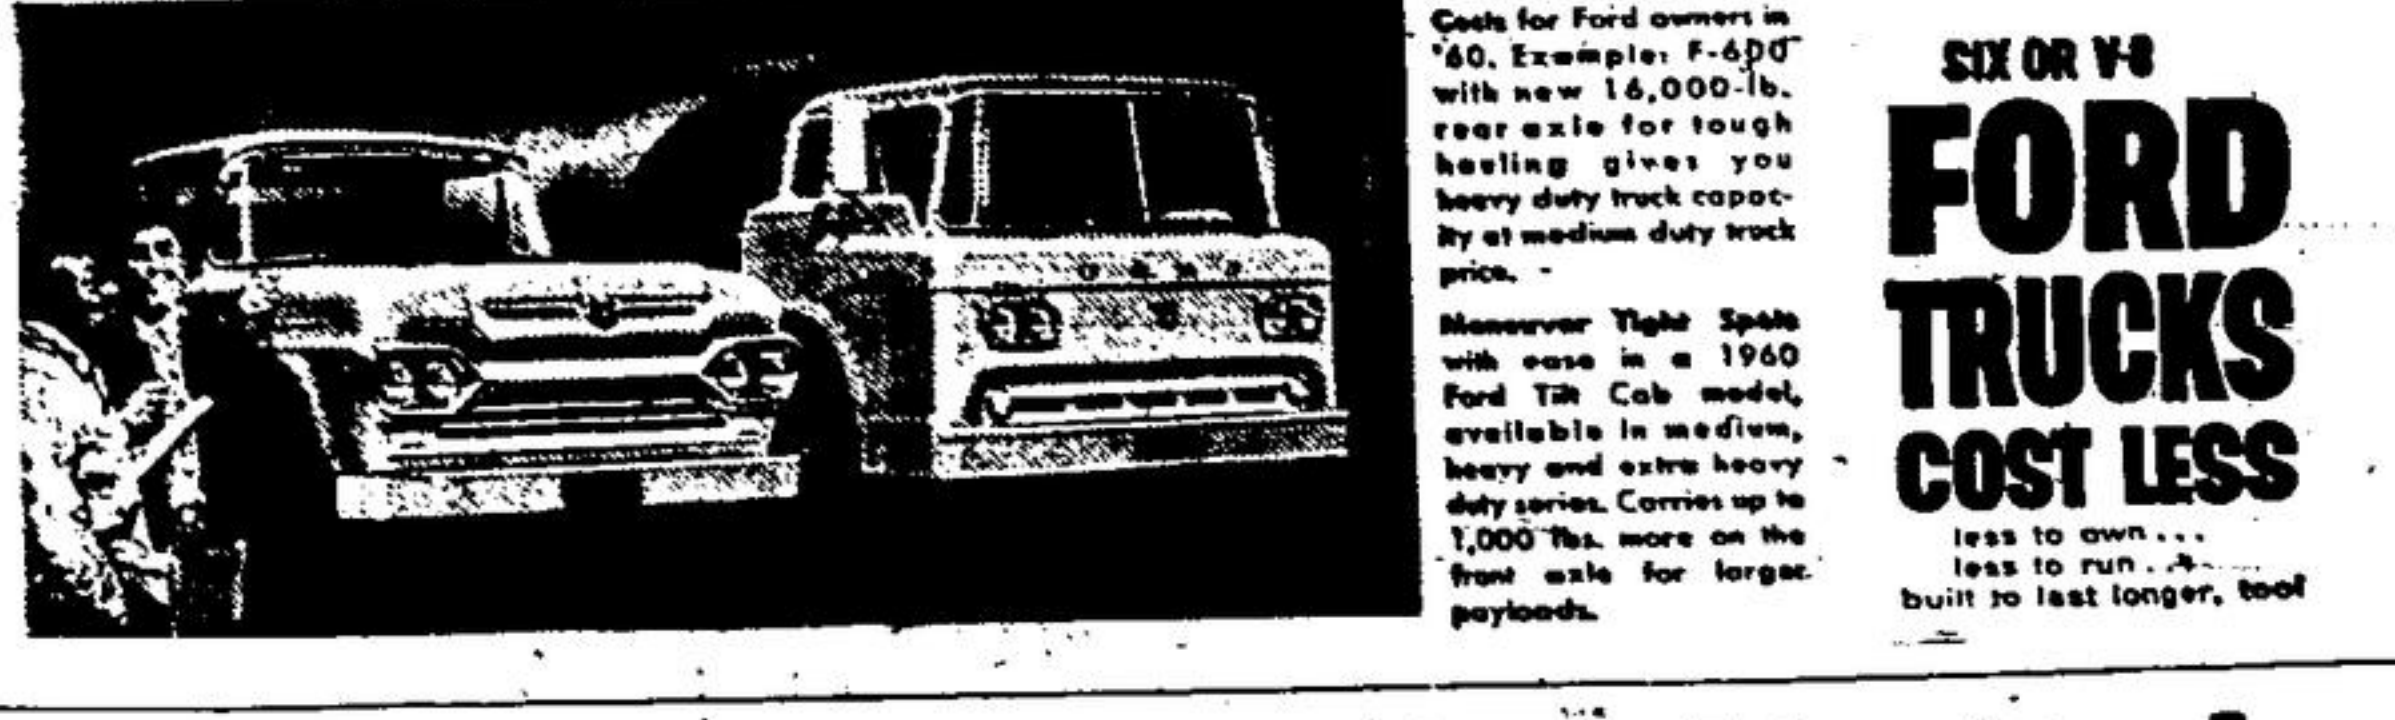 Costs for Ford owners in
'60. Example: F-600
with new 16,000-lb.
rear axle for tough
hauling gives you
heavy duty truck capac-
ity at medium duty truck
price.
Maneuver Tight Spots
with ease in a 1960
Ford Tilt Cab model,
available in medium,
heavy and extra heavy
duty series. Carries up to
1,000 lbs. more on the
front axle for larger
payloads.
SIX OR V-8
FORD
TRUCKS
COST LESS
less to own...
less to run...
built to last longer, too!
FORD